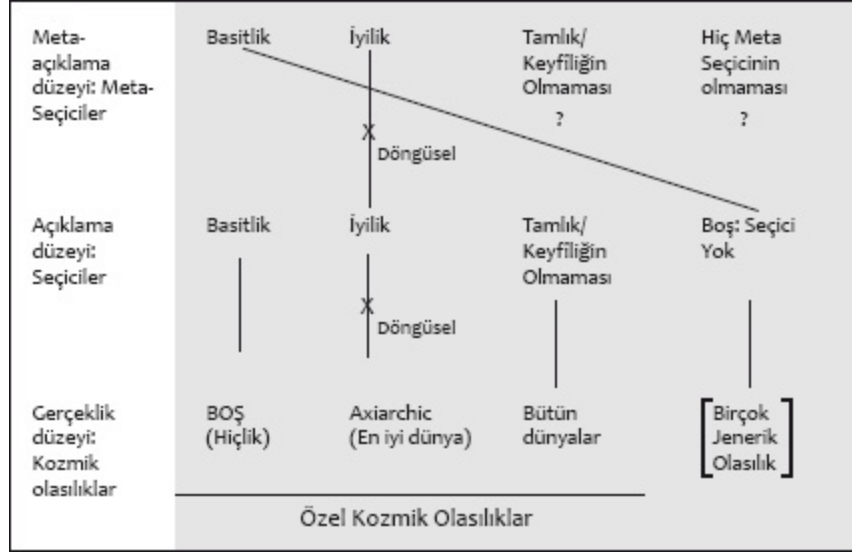 Meta-
açıklama
düzeyi: Meta-
Seçiciler
Basitlik
İyilik
Tamlık/
Keyfîliğin
Olmaması
?
Hiç Meta
Seçicinin
olmaması
?
X
Döngüsel
Açıklama
düzeyi:
Seçiciler
Basitlik
İyilik
Tamlık/
Keyfîliğin
Olmaması
Boş: Seçici
Yok
X
Döngüsel
Gerçeklik
düzeyi:
Kozmik
olasılıklar
BOŞ
(Hiçlik)
Axiarchic
(En iyi dünya)
Bütün
dünyalar
Birçok
Jenerik
Olasılık
Özel Kozmik Olasılıklar